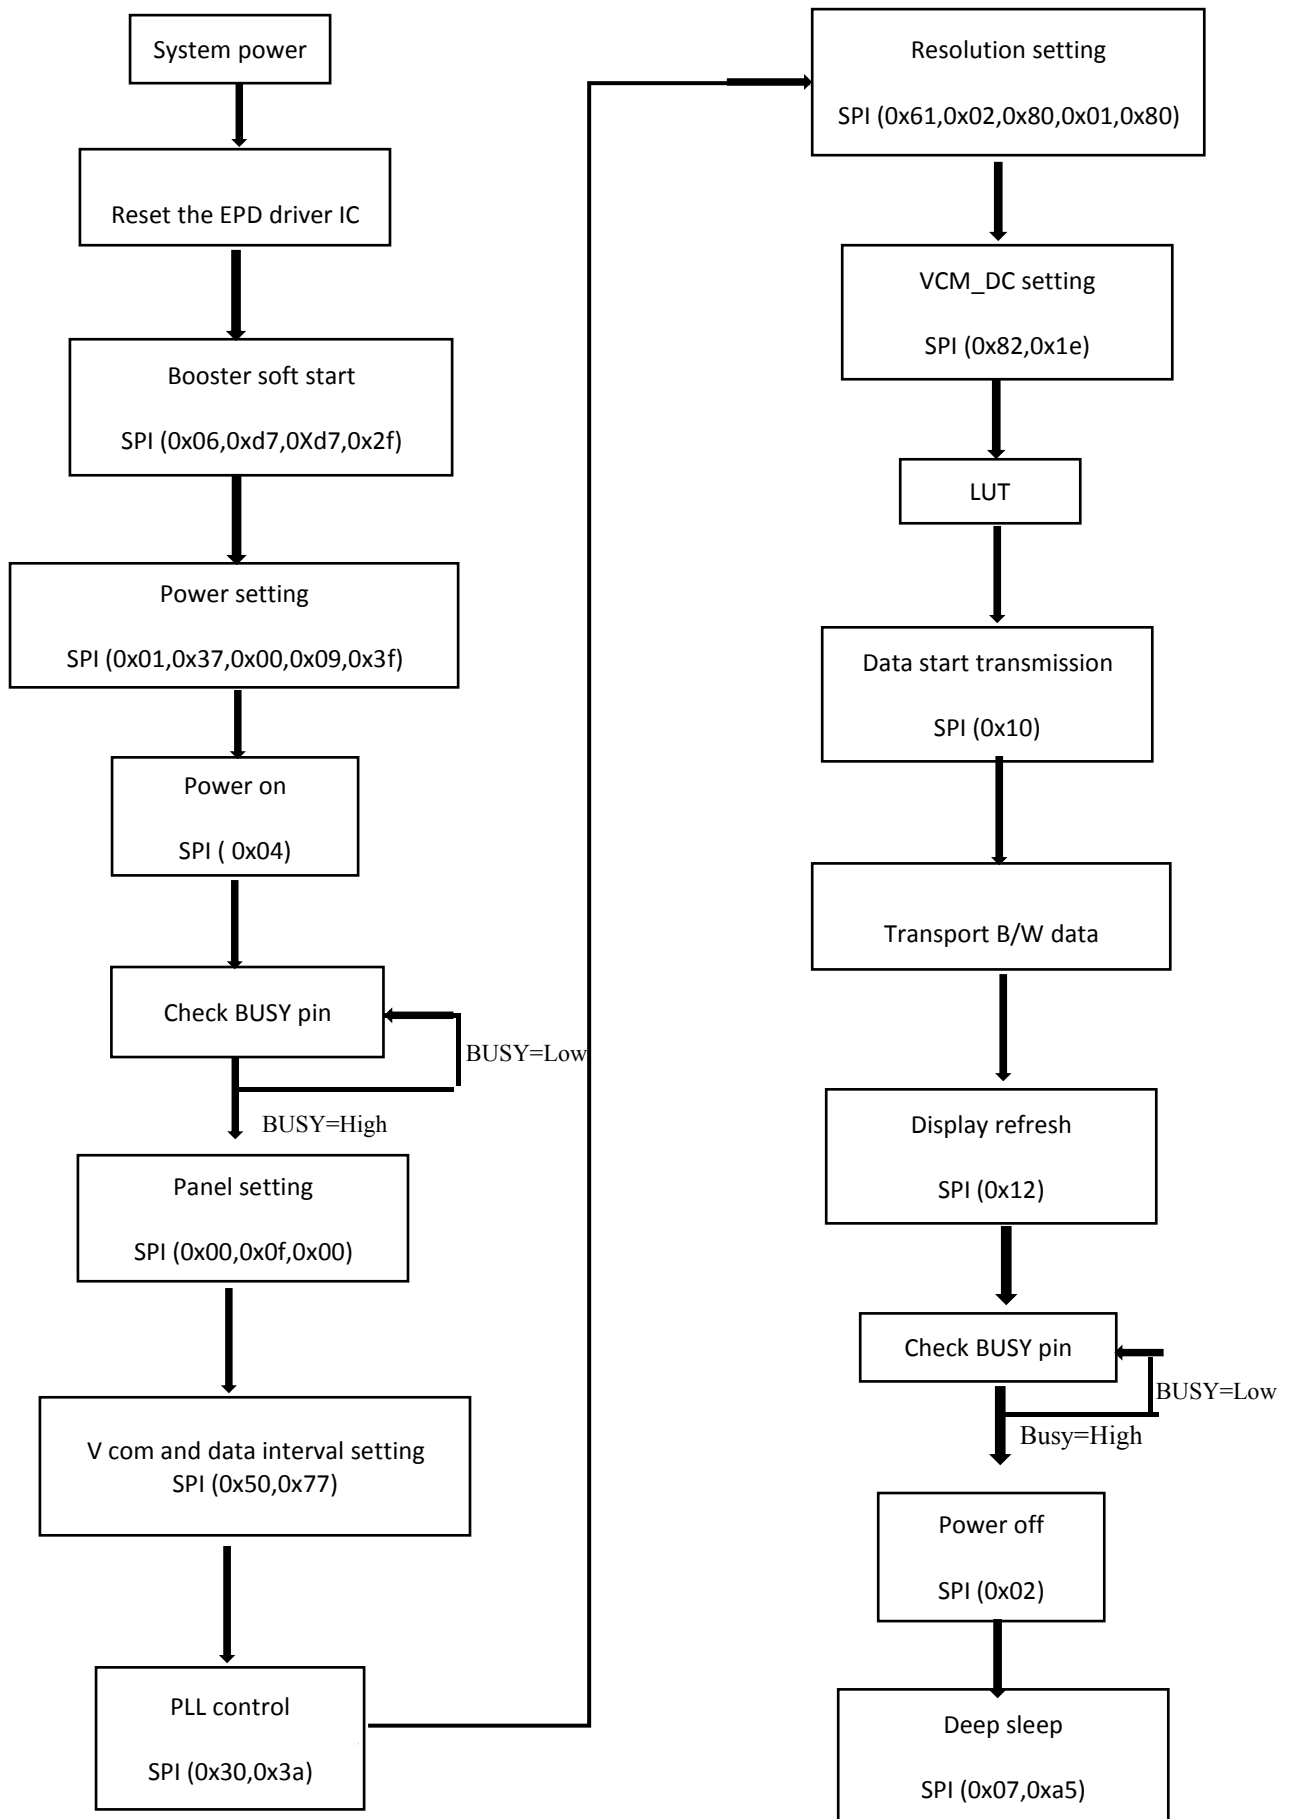 System power
Reset the EPD driver IC
Booster soft start
SPI (0x06,0xd7,0Xd7,0x2f)
Power setting
SPI (0x01,0x37,0x00,0x09,0x3f)
Power on
SPI ( 0x04)
Check BUSY pin
BUSY=Low
BUSY=High
Panel setting
SPI (0x00,0x0f,0x00)
V com and data interval setting
SPI (0x50,0x77)
PLL control
SPI (0x30,0x3a)
Resolution setting
SPI (0x61,0x02,0x80,0x01,0x80)
VCM_DC setting
SPI (0x82,0x1e)
LUT
Data start transmission
SPI (0x10)
Transport B/W data
Display refresh
SPI (0x12)
Check BUSY pin
BUSY=Low
Busy=High
Power off
SPI (0x02)
Deep sleep
SPI (0x07,0xa5)